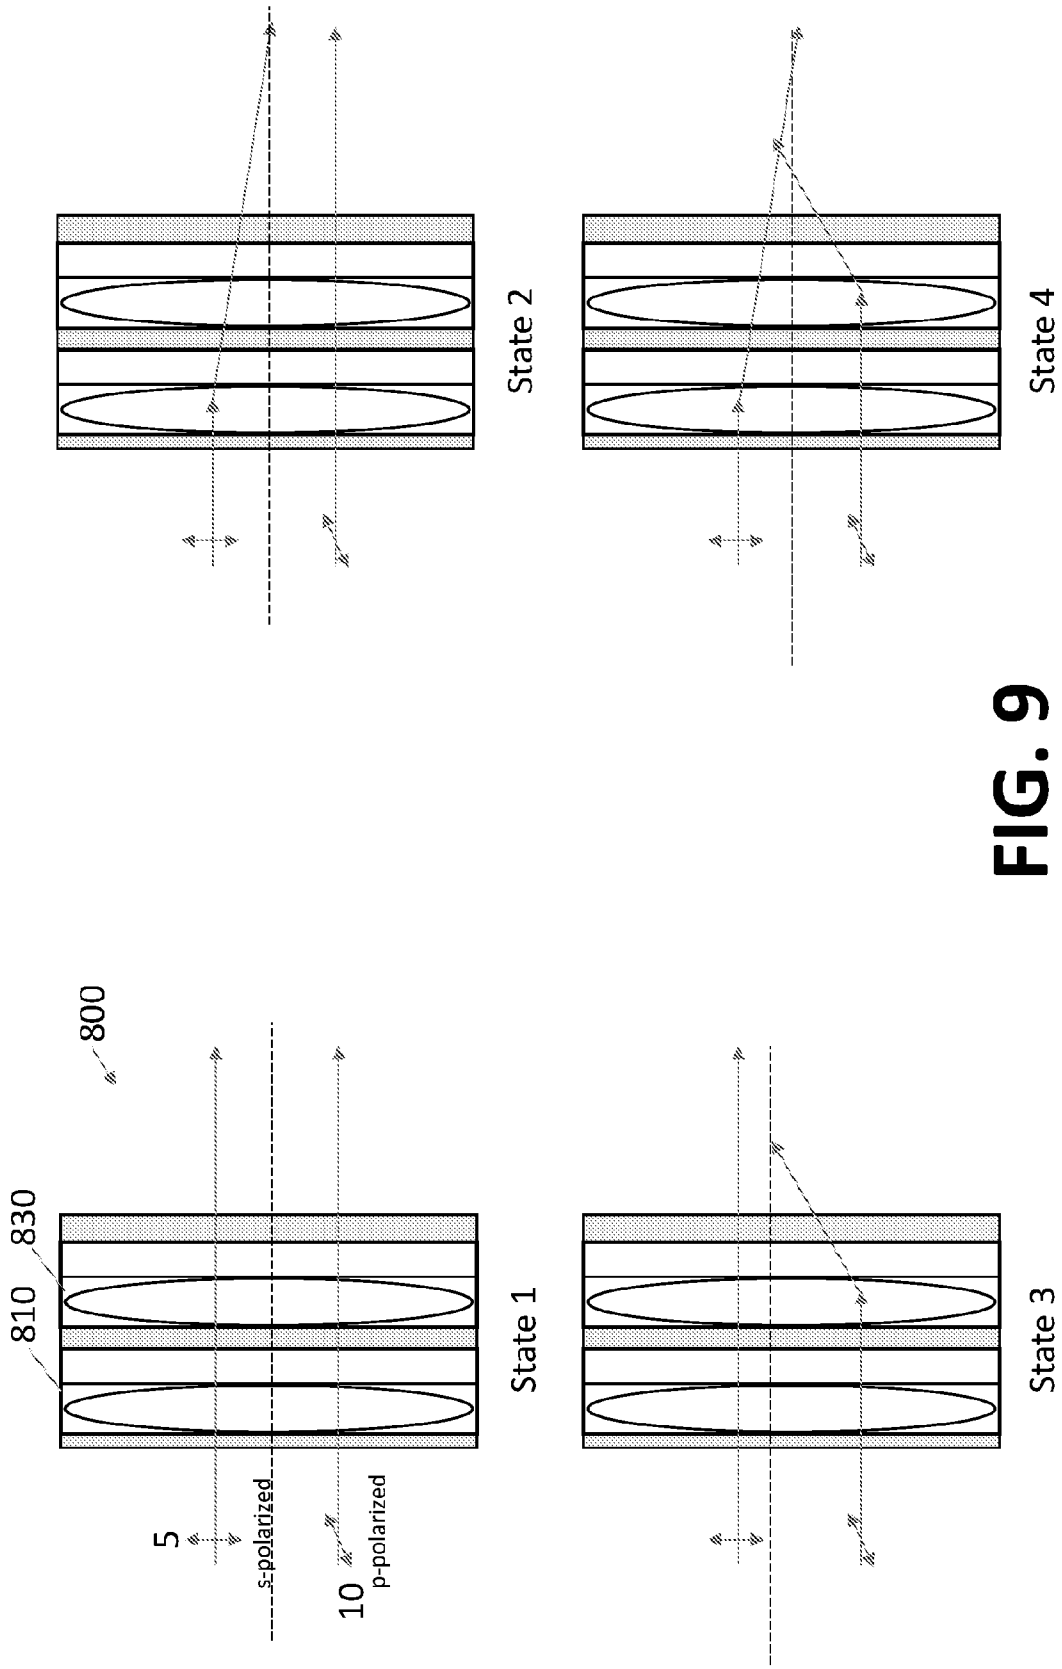 810
830
800
5
s-polarized
10
p-polarized
State 1
State 2
State 3
State 4
FIG. 9